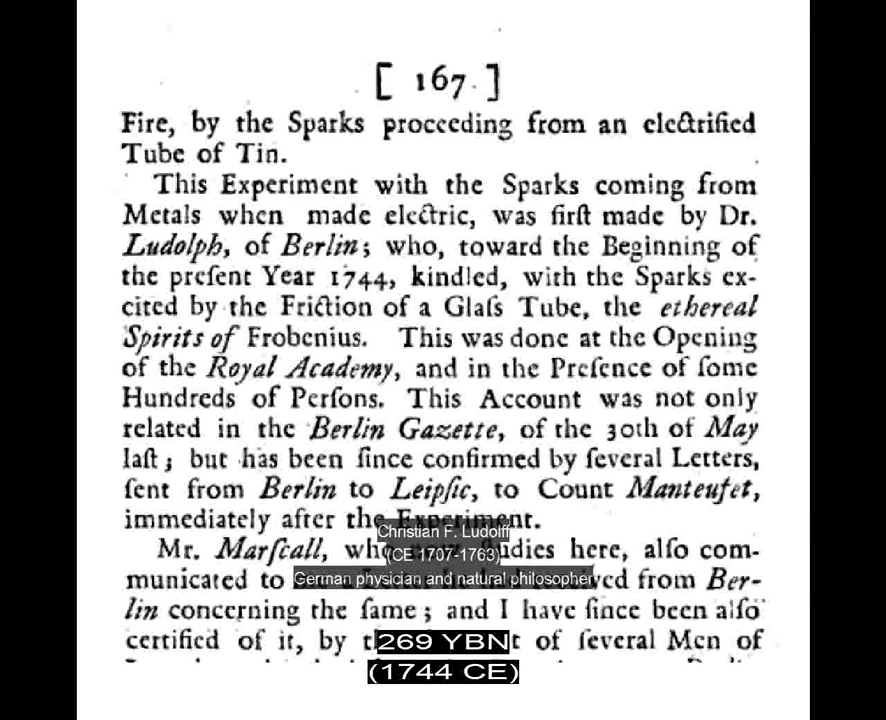 [ 167 ]
Fire, by the Sparks proceeding from an electrified
Tube of Tin.
This Experiment with the Sparks coming from
Metals when made electric, was firſt made by Dr.
Ludolph, of Berlin; who, toward the Beginning of
the preſent Year 1744, kindled, with the Sparks ex-
cited by the Friction of a Glaſs Tube, the ethereal
Spirits of Frobenius. This was done at the Opening
of the Royal Academy, and in the Preſence of ſome
Hundreds of Perſons. This Account was not only
related in the Berlin Gazette, of the 30th of May
laſt; but has been ſince confirmed by ſeveral Letters,
ſent from Berlin to Leipſic, to Count Manteufet,
immediately after the Experiment.
Christian F. Ludolff
Mr. Marſcall, who now ſtudies here, alſo com-
(CE 1707-1763)
municated to received from Ber-
German physician and natural philosopher
lin concerning the ſame; and I have ſince been alſo
certified of it, by of ſeveral Men of
269 YBN
(1744 CE)